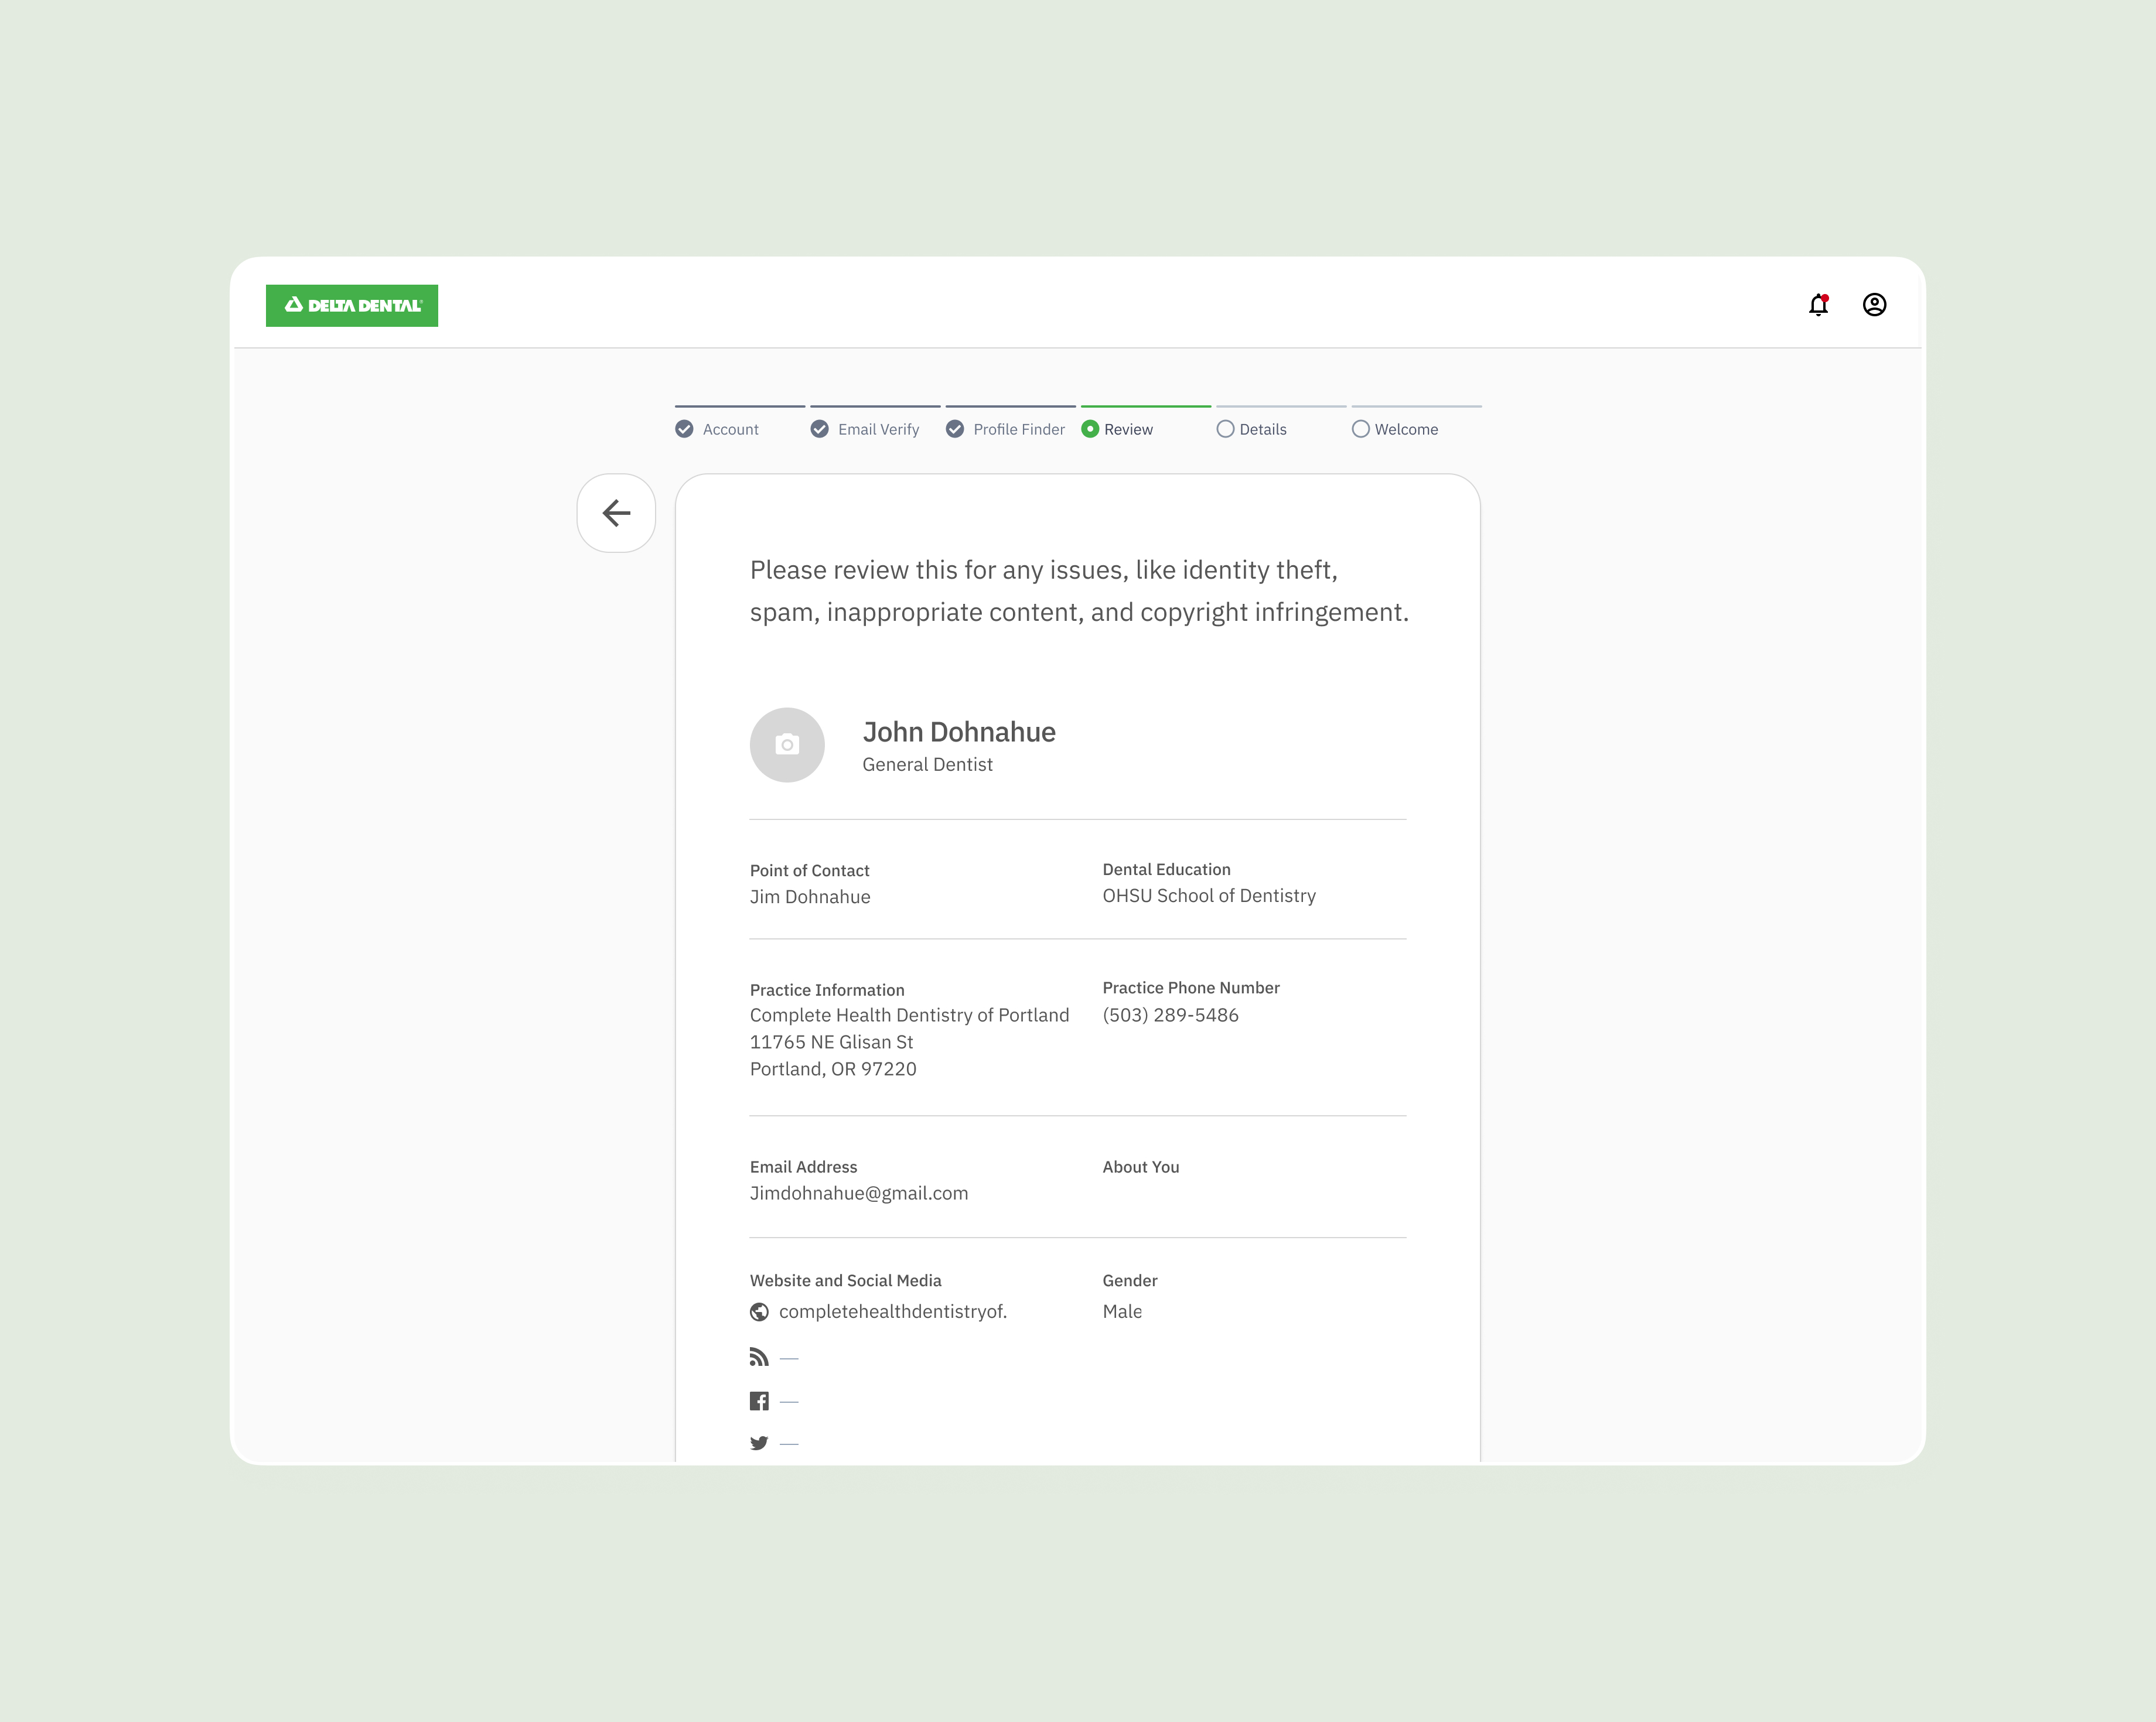 DELTA DENTAL®
Account
Email Verify
Profile Finder
Review
Details
Welcome
Please review this for any issues, like identity theft,
spam, inappropriate content, and copyright infringement.
John Dohnahue
General Dentist
Point of Contact
Jim Dohnahue
Dental Education
OHSU School of Dentistry
Practice Information
Complete Health Dentistry of Portland
11765 NE Glisan St
Portland, OR 97220
Practice Phone Number
(503) 289-5486
Email Address
Jimdohnahue@gmail.com
About You
Website and Social Media
completehealthdentistryof.
—
—
—
Gender
Male